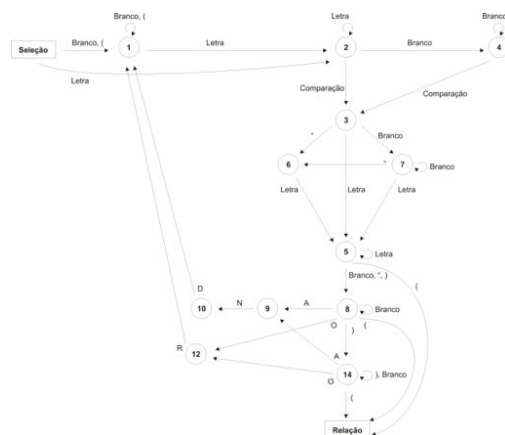 Branco, (
Letra
Branco
Seleção
Branco, (
1
Letra
2
Branco
4
Letra
Comparação
Comparação
3
"
Branco
6
"
7
Branco
Letra
Letra
Letra
5
Letra
Branco, ", )
(
D
10
N
9
A
8
Branco
O
)
(
R
12
A
O
14
), Branco
(
Relação